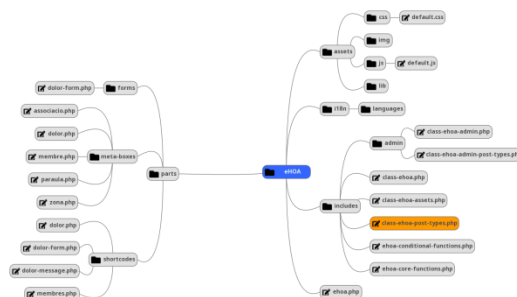 css
default.css
img
assets
js
default.js
lib
dolor-form.php
forms
associacio.php
i18n
languages
dolor.php
class-ehoa-admin.php
admin
membre.php
meta-boxes
class-ehoa-admin-post-types.ph
parts
eHOA
paraula.php
class-ehoa.php
zona.php
class-ehoa-assets.php
includes
dolor.php
class-ehoa-post-types.php
dolor-form.php
ehoa-conditional-functions.php
shortcodes
dolor-message.php
ehoa-core-functions.php
membres.php
ehoa.php